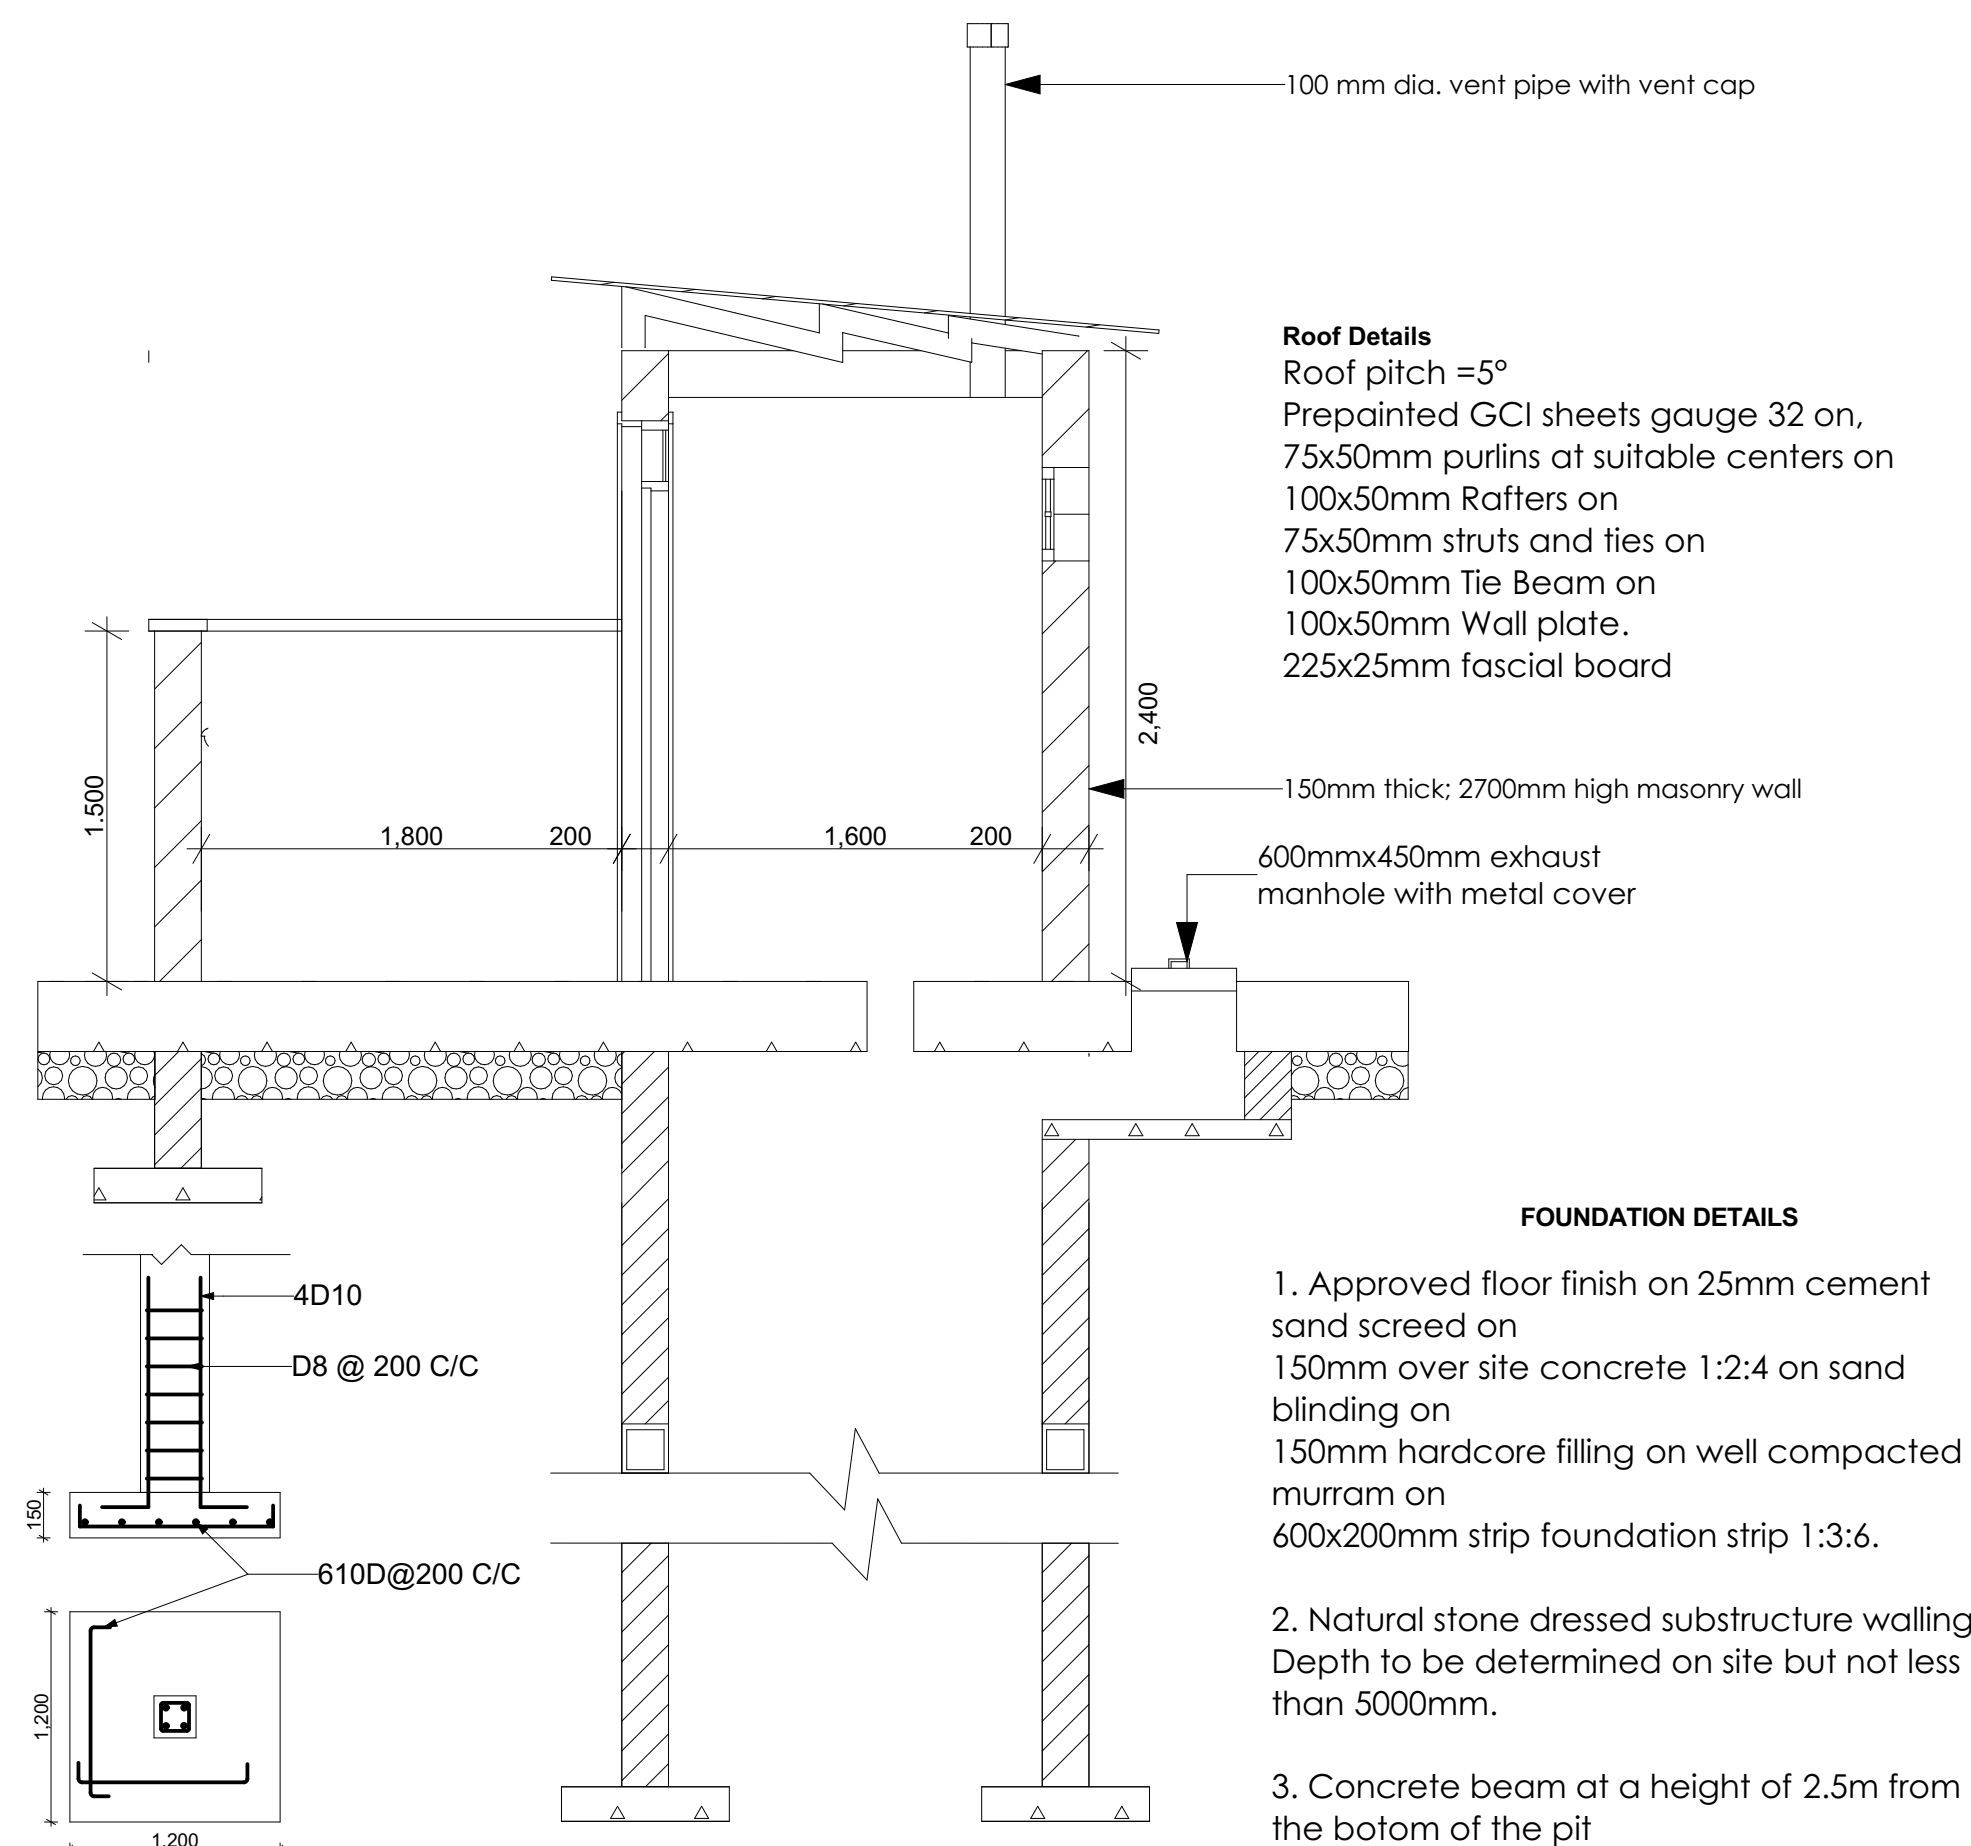 100 mm dia. vent pipe with vent cap
Roof Details
Roof pitch =5°
Prepainted GCI sheets gauge 32 on,
75x50mm purlins at suitable centers on
100x50mm Rafters on
75x50mm struts and ties on
100x50mm Tie Beam on
100x50mm Wall plate.
225x25mm fascial board
2,400
1.500
150mm thick; 2700mm high masonry wall
1,800
200
1,600
200
600mmx450mm exhaust
manhole with metal cover
FOUNDATION DETAILS
1. Approved floor finish on 25mm cement
sand screed on
150mm over site concrete 1:2:4 on sand
blinding on
150mm hardcore filling on well compacted
murram on
600x200mm strip foundation strip 1:3:6.
2. Natural stone dressed substructure walling
Depth to be determined on site but not less
than 5000mm.
3. Concrete beam at a height of 2.5m from
the botom of the pit
4D10
D8 @ 200 C/C
150
610D@200 C/C
1,200
1,200